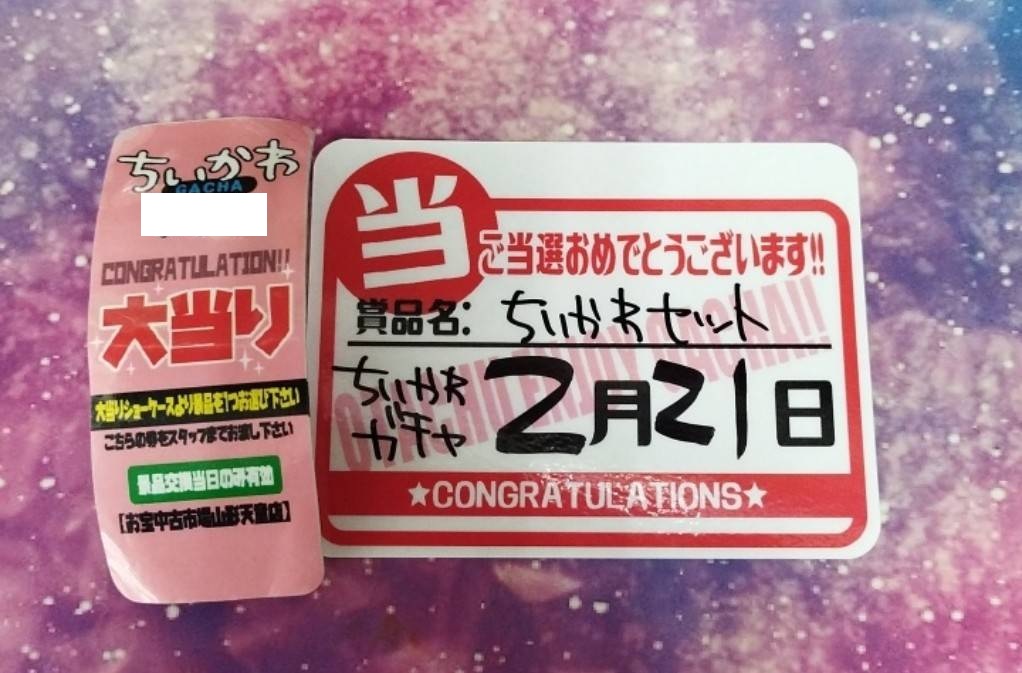 ちいかわ
GACHA
CONGRATULATION!!
大当り
大当りショーケースより景品を1つお選び下さい
こちらの券をスタッフまでお渡し下さい
景品交換当日のみ有効
【お宝中古市場山形天童店】
当
ご当選おめでとうございます!!
賞品名: ちいかわセット
ちいかわ
ガチャ
2月21日
OTACHU ENJOY GACHA!!
★CONGRATULATIONS★